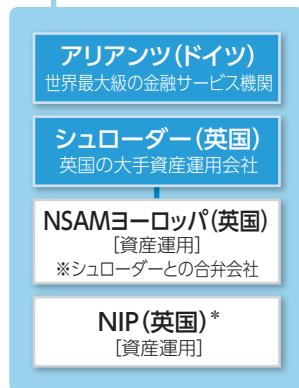 アリアンツ(ドイツ)
世界最大級の金融サービス機関
シュローダー(英国)
英国の大手資産運用会社
NSAMヨーロッパ(英国)
[資産運用]
※シュローダーとの合弁会社
NIP(英国)*
[資産運用]